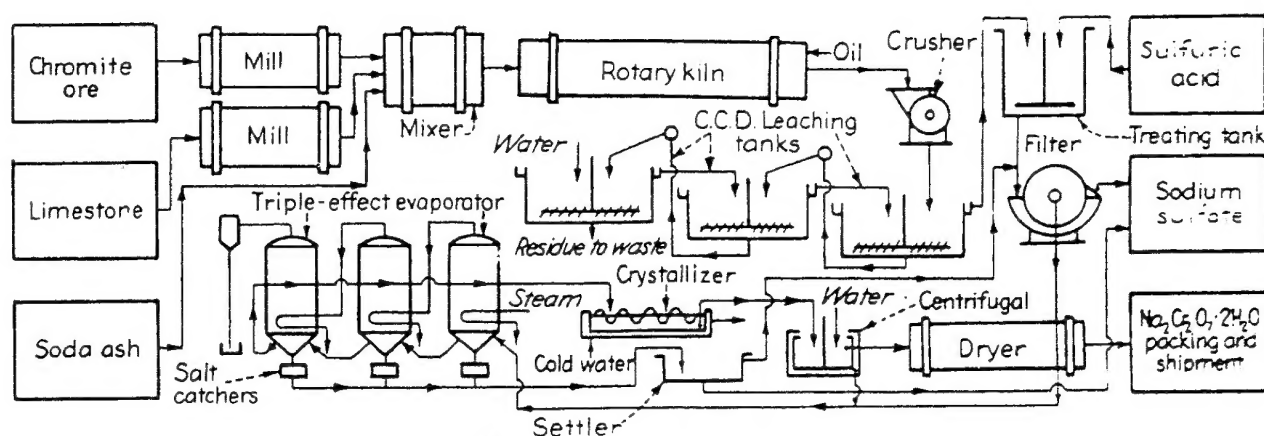 Chromite
ore
Mill
Mill
Mixer
Rotary kiln
Oil
Crusher
Sulfuric
acid
Treating tank
Water
C.C.D. Leaching
tanks
Filter
Limestone
Triple-effect evaporator
Residue to waste
Sodium
sulfate
Crystallizer
Steam
Water
Centrifugal
Soda ash
Salt
catchers
Cold water
Settler
Dryer
Na₂Cr₂O₇·2H₂O
packing and
shipment